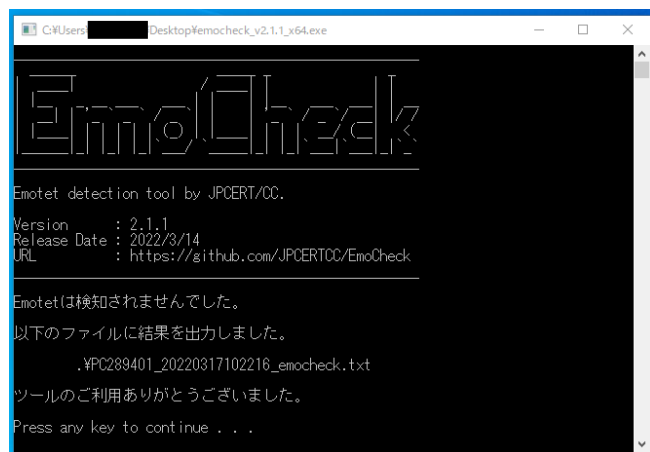 C:¥Users¥ ¥Desktop¥emocheck_v2.1.1_x64.exe
EmoCheck
Emotet detection tool by JPCERT/CC.
Version : 2.1.1
Release Date : 2022/3/14
URL : https://github.com/JPCERTCC/EmoCheck
Emotetは検知されませんでした。
以下のファイルに結果を出力しました。
.¥PC289401_20220317102216_emocheck.txt
ツールのご利用ありがとうございました。
Press any key to continue . . .